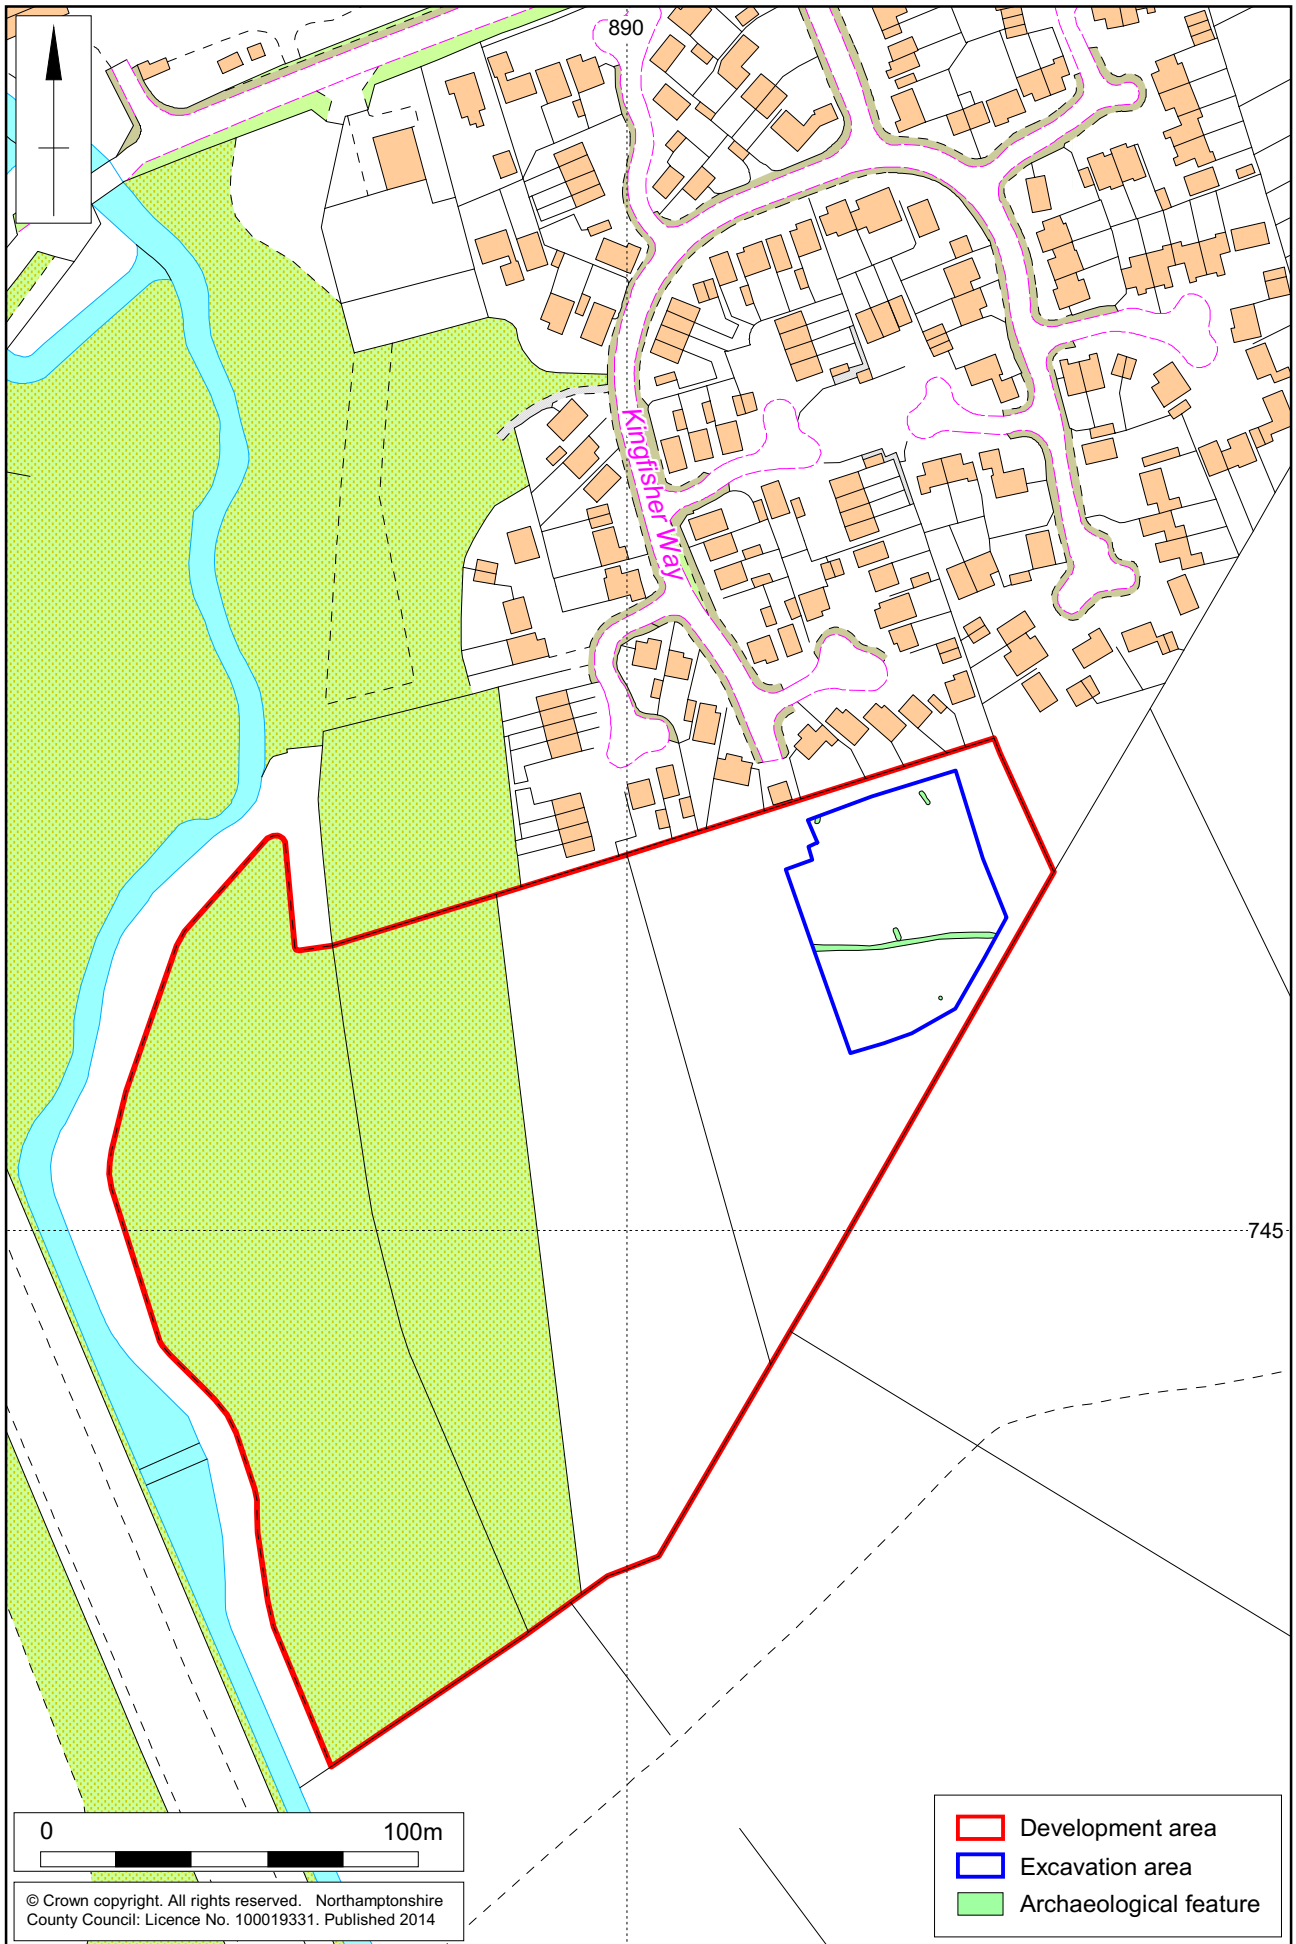 890
Kingfisher Way
745
0 100m
© Crown copyright. All rights reserved. Northamptonshire
County Council: Licence No. 100019331. Published 2014
Development area
Excavation area
Archaeological feature